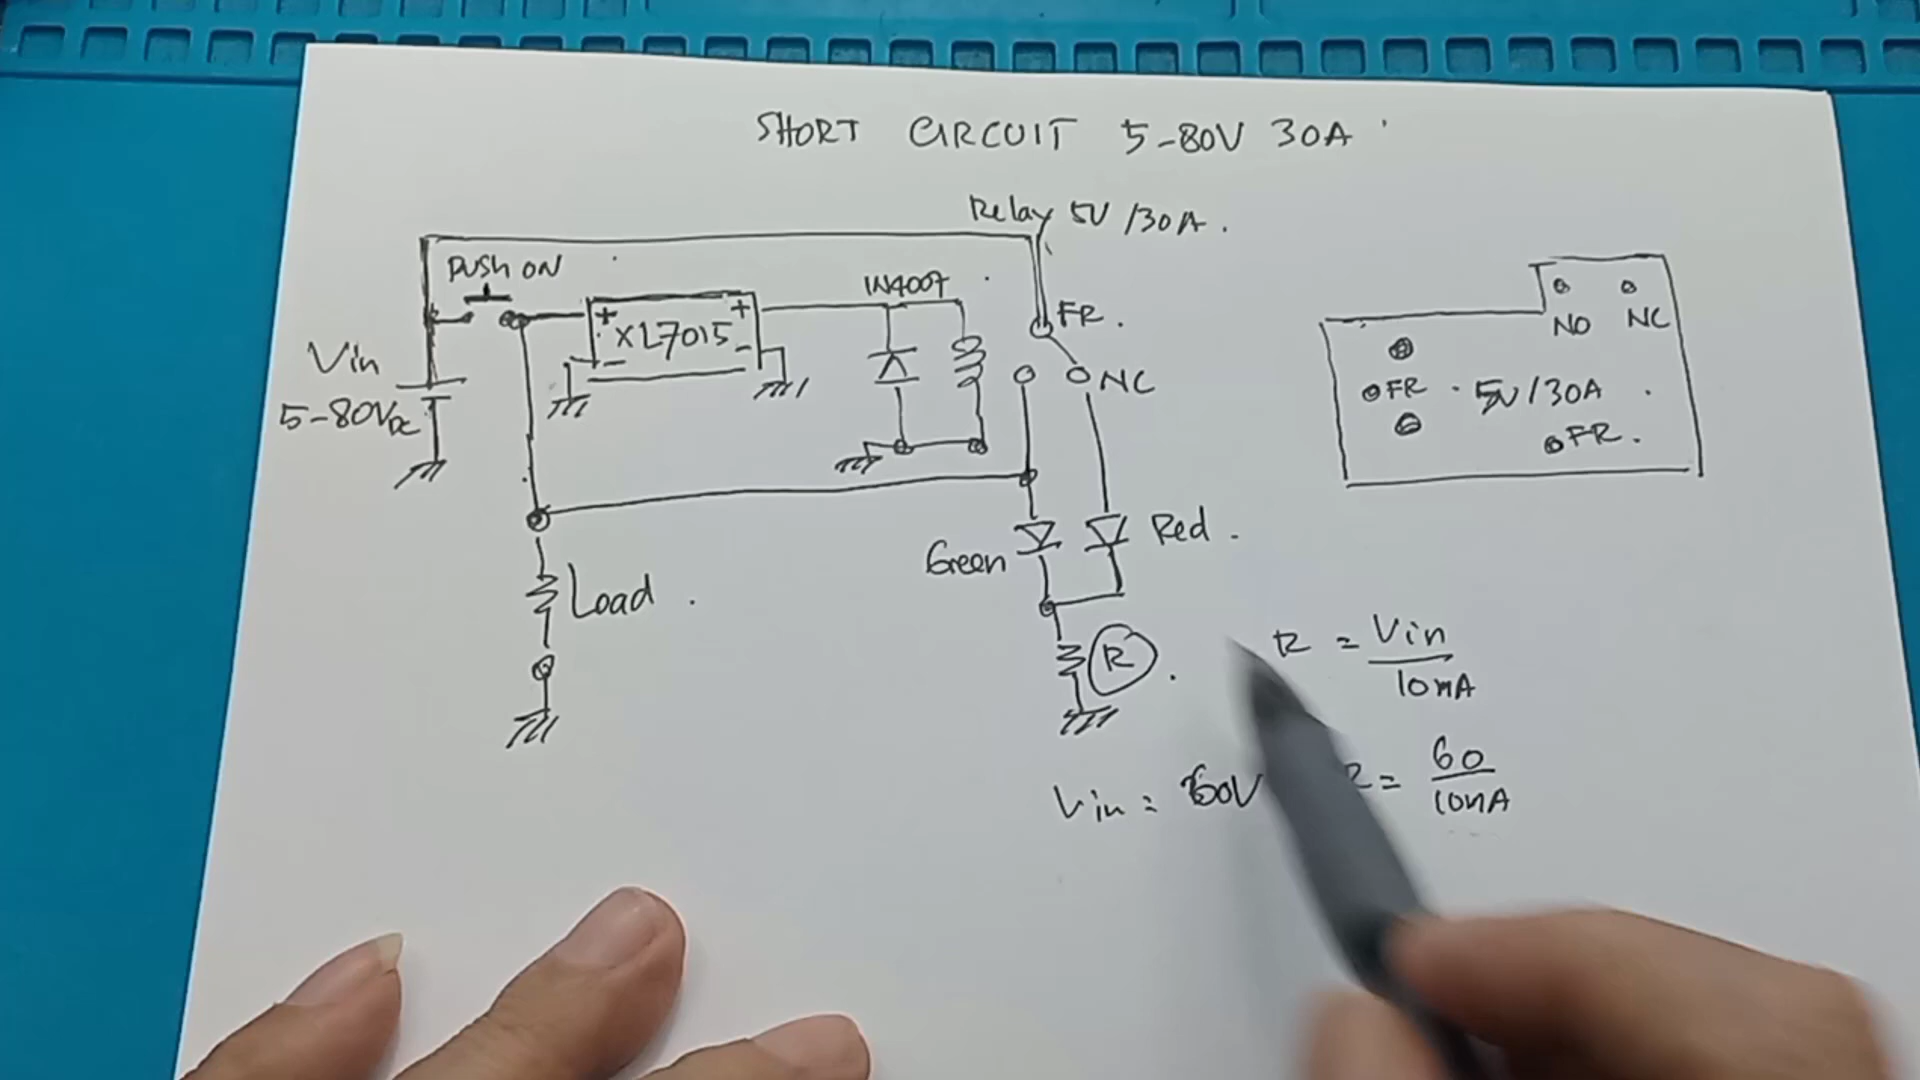 SHORT CIRCUIT 5-80V 30A
Relay 5V /30A.
PUSH ON
1N4007
FR.
+ XL7015 +
- -
Vin
5-80VDC
NC
NO NC
FR . 5V/30A .
FR.
Green
Red .
Load .
R .
R = Vin
10mA
Vin = 60V
R = 60
10mA